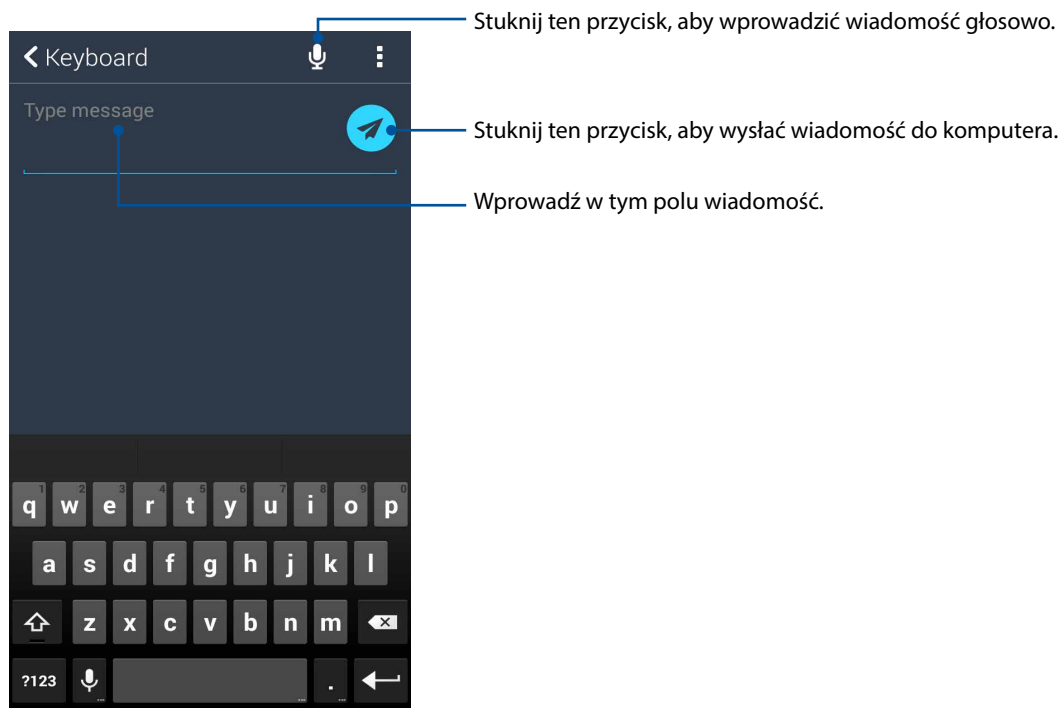 Stuknij ten przycisk, aby wprowadzić wiadomość głosowo.
Keyboard
Type message
Stuknij ten przycisk, aby wysłać wiadomość do komputera.
Wprowadź w tym polu wiadomość.
1 2 3 4 5 6 7 8 9 0
q w e r t y u i o p
a s d f g h j k l
z x c v b n m
?123 .